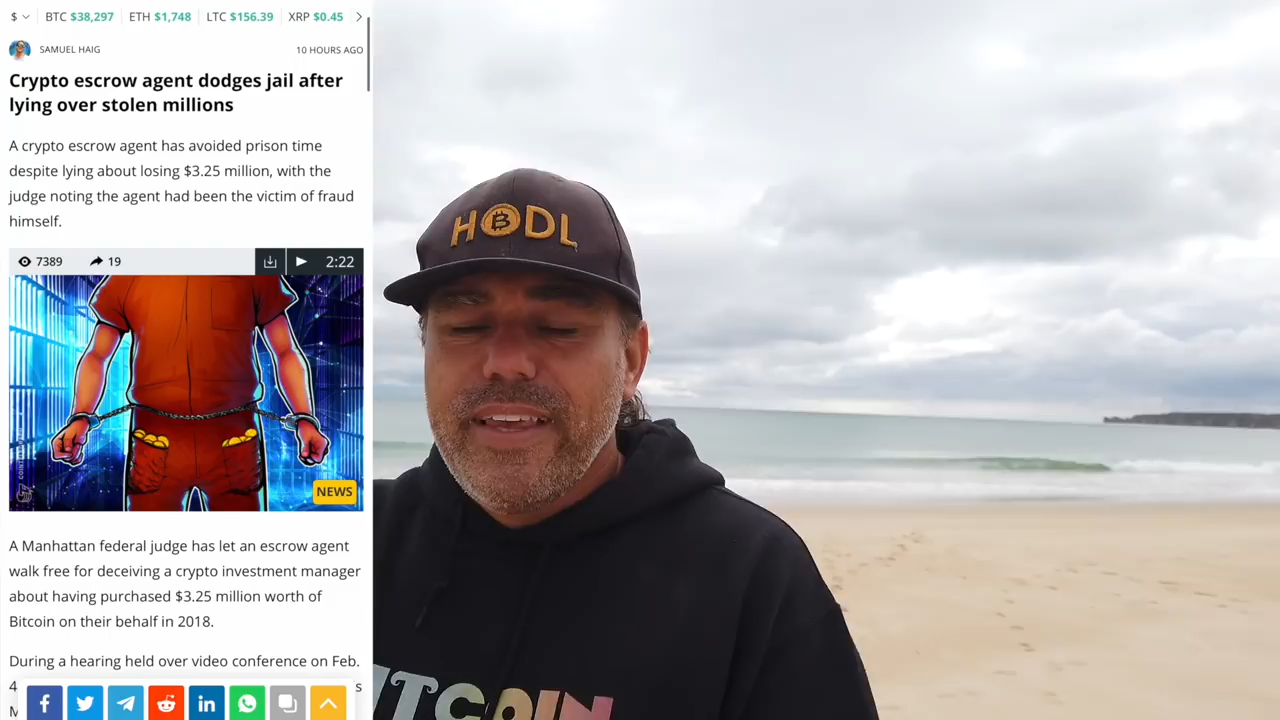 $ BTC $38,297 ETH $1,748 LTC $156.39 XRP $0.45
SAMUEL HAIG 10 HOURS AGO
Crypto escrow agent dodges jail after
lying over stolen millions
A crypto escrow agent has avoided prison time
despite lying about losing $3.25 million, with the
judge noting the agent had been the victim of fraud
himself.
7389 19 2:22
NEWS
A Manhattan federal judge has let an escrow agent
walk free for deceiving a crypto investment manager
about having purchased $3.25 million worth of
Bitcoin on their behalf in 2018.
During a hearing held over video conference on Feb.
4
HODL
ITCOIN